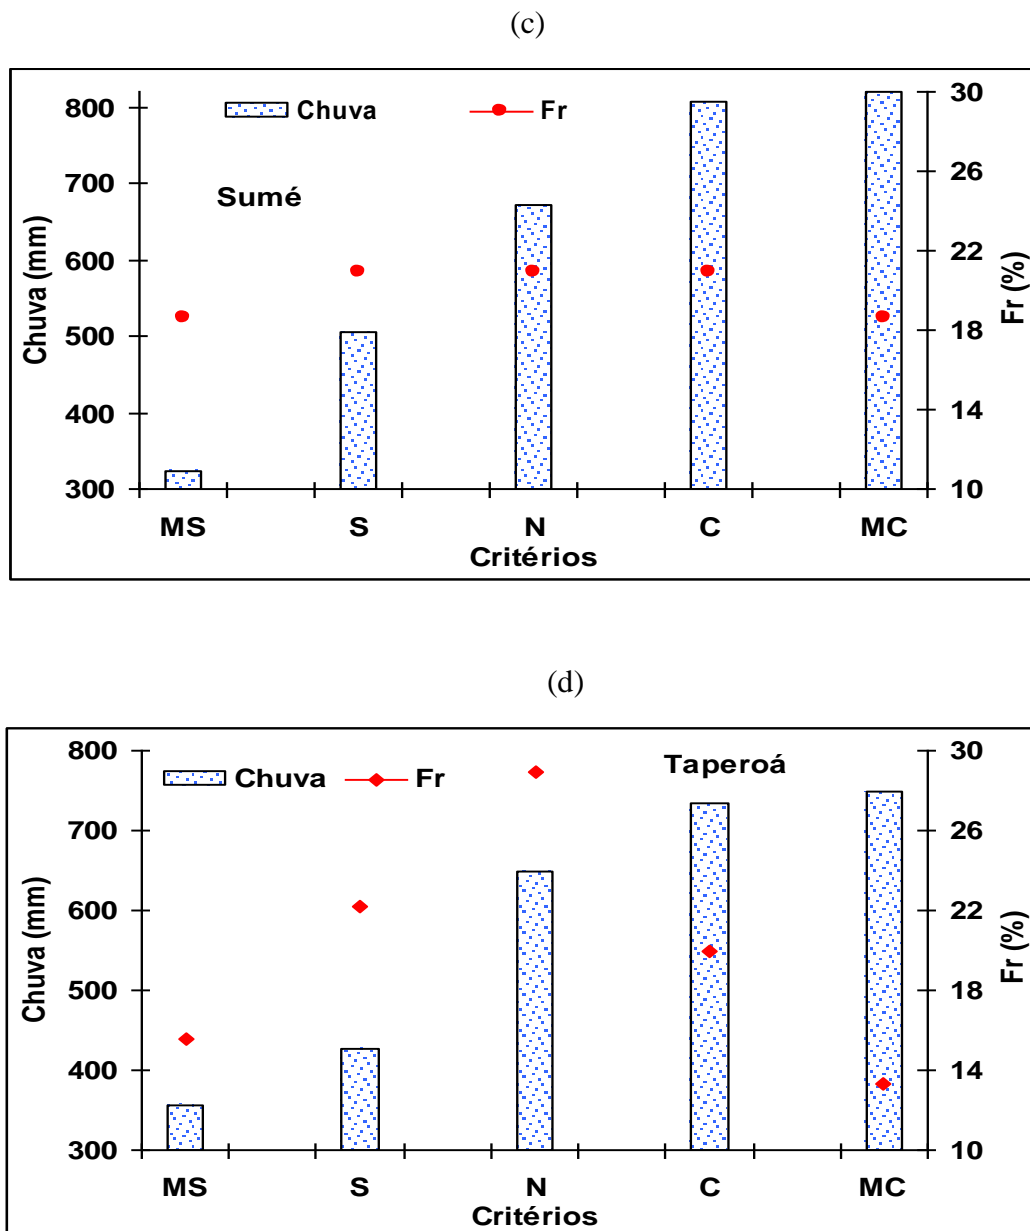 (c)
800
700
600
500
400
300
Chuva (mm)
Chuva Fr
Sumé
30
26
22
18
14
10
Fr (%)
MS S N C MC
Critérios
(d)
800
700
600
500
400
300
Chuva (mm)
Chuva Fr
Taperoá
30
26
22
18
14
10
Fr (%)
MS S N C MC
Critérios